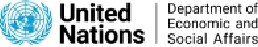 United
Nations
Department of
Economic and
Social Affairs